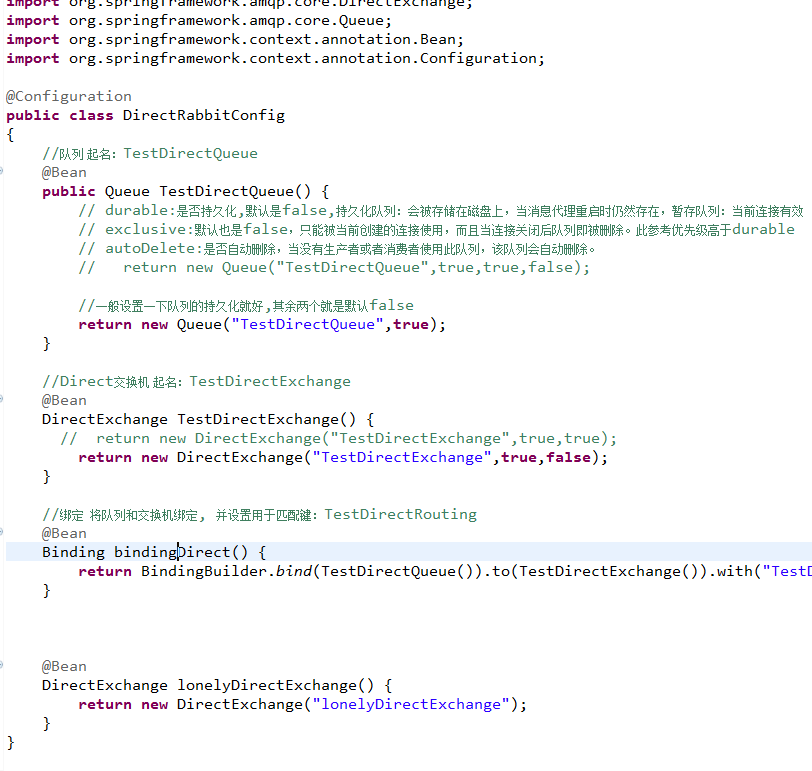 import org.springframework.amqp.core.DirectExchange;
import org.springframework.amqp.core.Queue;
import org.springframework.context.annotation.Bean;
import org.springframework.context.annotation.Configuration;

@Configuration
public class DirectRabbitConfig
{
    //队列 起名：TestDirectQueue
    @Bean
    public Queue TestDirectQueue() {
        // durable:是否持久化,默认是false,持久化队列：会被存储在磁盘上，当消息代理重启时仍然存在，暂存队列：当前连接有效
        // exclusive:默认也是false，只能被当前创建的连接使用，而且当连接关闭后队列即被删除。此参考优先级高于durable
        // autoDelete:是否自动删除，当没有生产者或者消费者使用此队列，该队列会自动删除。
        //   return new Queue("TestDirectQueue",true,true,false);

        //一般设置一下队列的持久化就好,其余两个就是默认false
        return new Queue("TestDirectQueue",true);
    }

    //Direct交换机 起名：TestDirectExchange
    @Bean
    DirectExchange TestDirectExchange() {
      //  return new DirectExchange("TestDirectExchange",true,true);
        return new DirectExchange("TestDirectExchange",true,false);
    }

    //绑定  将队列和交换机绑定, 并设置用于匹配键：TestDirectRouting
    @Bean
    Binding bindingDirect() {
        return BindingBuilder.bind(TestDirectQueue()).to(TestDirectExchange()).with("TestD
    }

    @Bean
    DirectExchange lonelyDirectExchange() {
        return new DirectExchange("lonelyDirectExchange");
    }
}